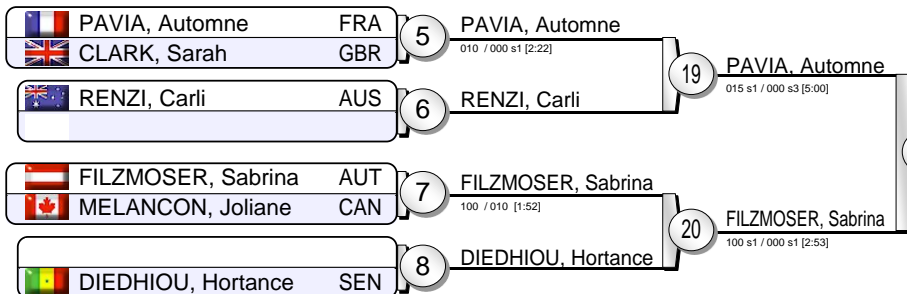 PAVIA, Automne FRA
CLARK, Sarah GBR
5
PAVIA, Automne
010 / 000 s1 [2:22]
RENZI, Carli AUS
6
RENZI, Carli
19
PAVIA, Automne
015 s1 / 000 s3 [5:00]
FILZMOSER, Sabrina AUT
MELANCON, Joliane CAN
7
FILZMOSER, Sabrina
100 / 010 [1:52]
DIEDHIOU, Hortance SEN
8
DIEDHIOU, Hortance
20
FILZMOSER, Sabrina
100 s1 / 000 s1 [2:53]